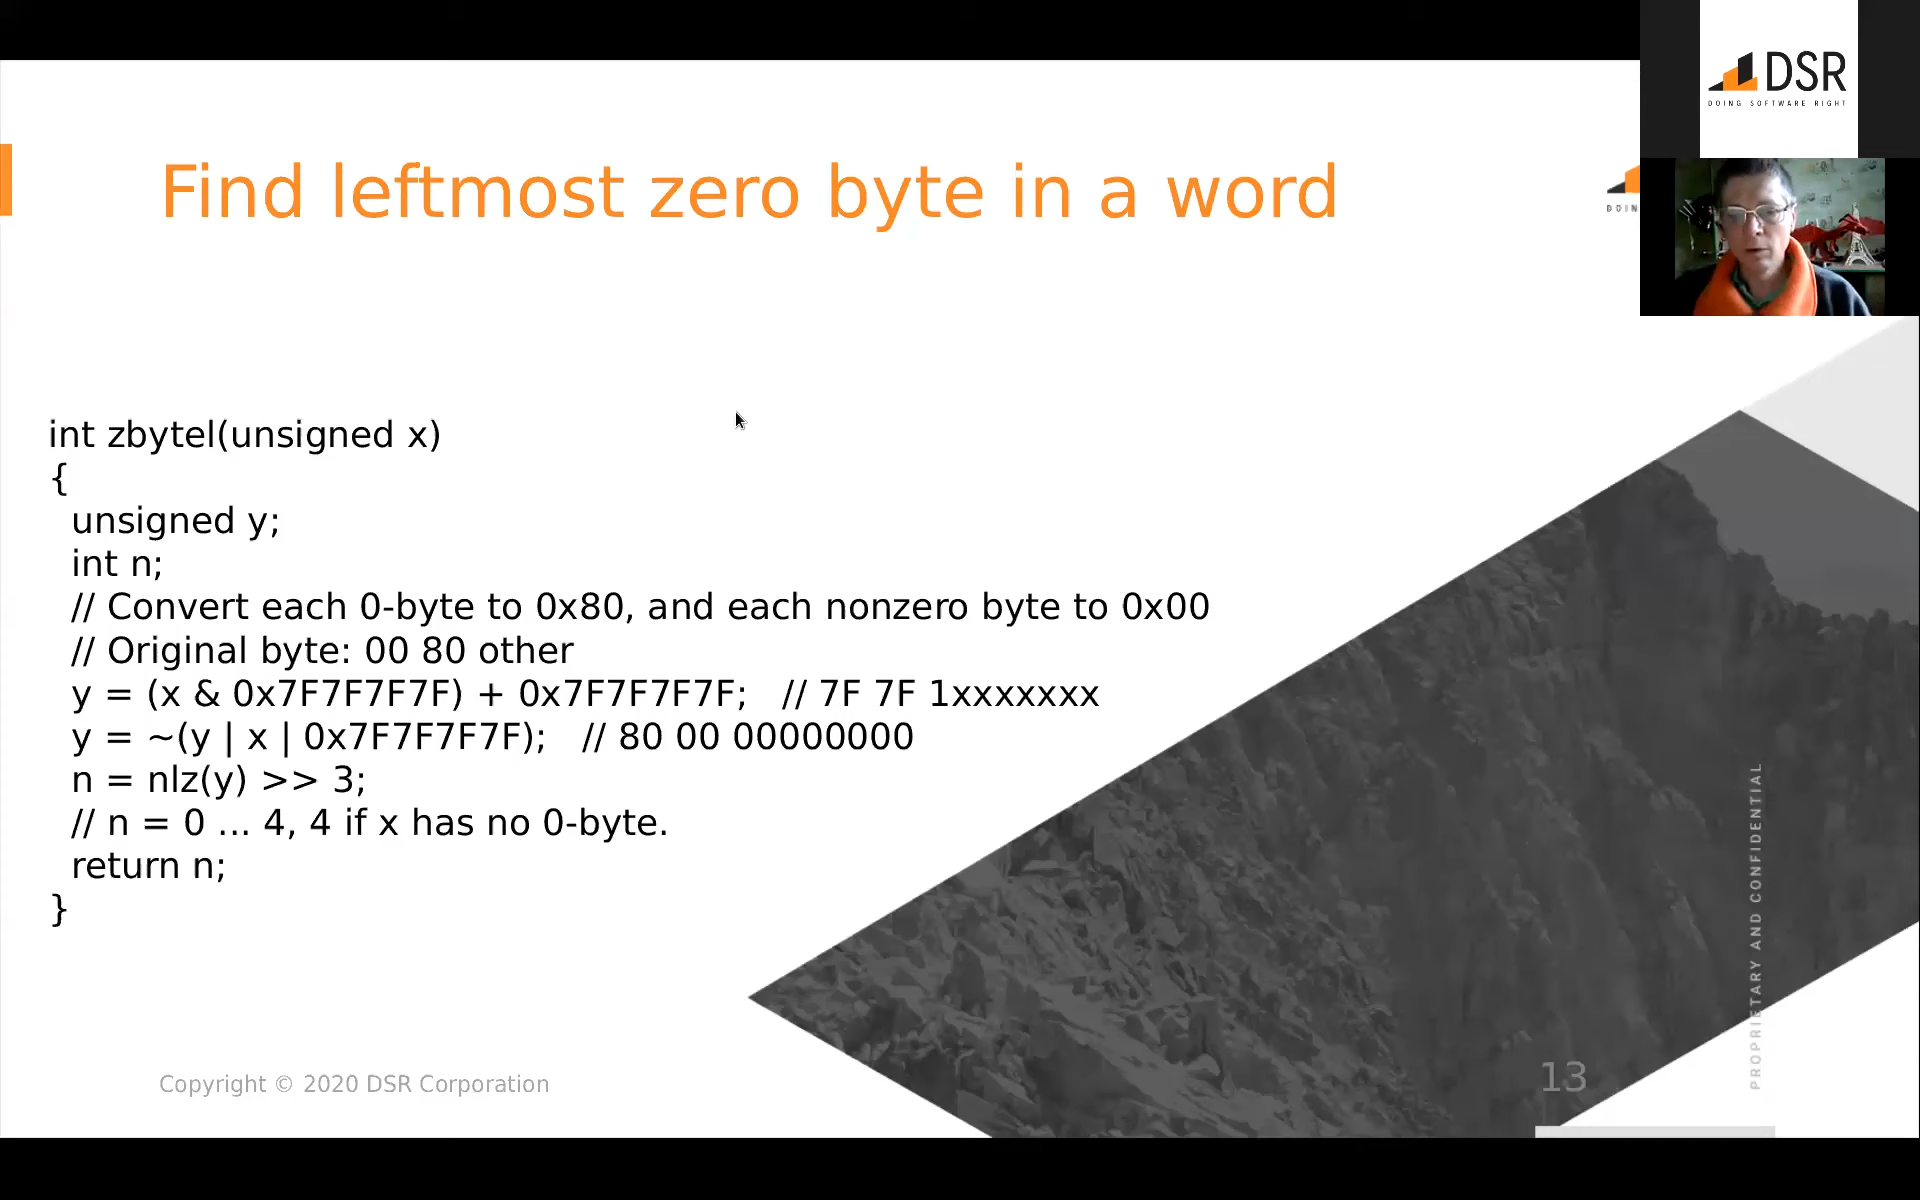 DSR
DOING SOFTWARE RIGHT
Find leftmost zero byte in a word
DOIN
int zbytel(unsigned x)
{
unsigned y;
int n;
// Convert each 0-byte to 0x80, and each nonzero byte to 0x00
// Original byte: 00 80 other
y = (x & 0x7F7F7F7F) + 0x7F7F7F7F; // 7F 7F 1xxxxxxx
y = ~(y | x | 0x7F7F7F7F); // 80 00 00000000
n = nlz(y) >> 3;
// n = 0 ... 4, 4 if x has no 0-byte.
return n;
}
PROPRIETARY AND CONFIDENTIAL
Copyright © 2020 DSR Corporation
13